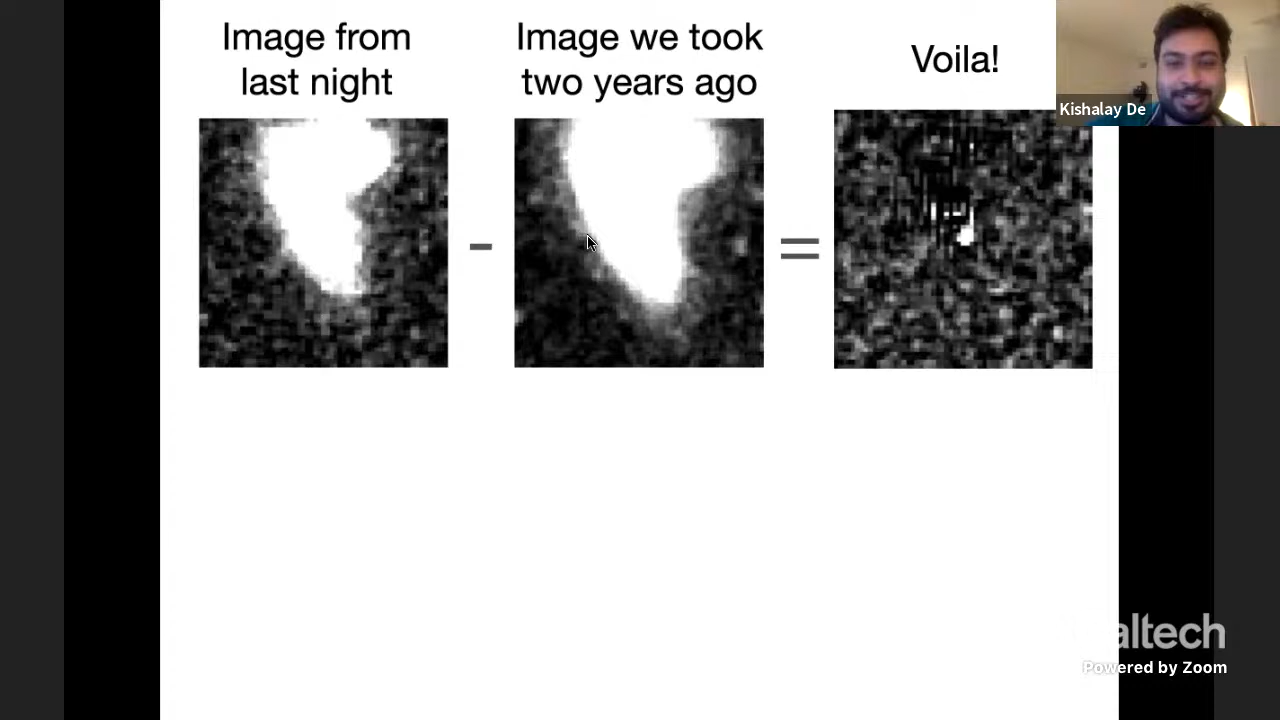 Image from
last night
Image we took
two years ago
Voila!
Kishalay De
-
=
altech
Powered by Zoom